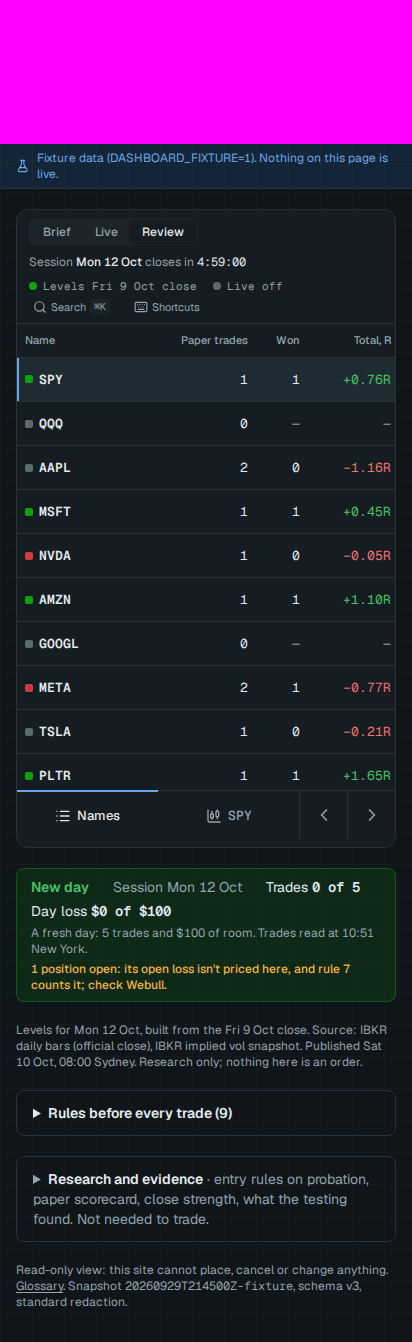 Fixture data (DASHBOARD_FIXTURE=1). Nothing on this page is
live.
Brief Live Review
Session Mon 12 Oct closes in 4:59:00
Levels Fri 9 Oct close Live off
Search ⌘K Shortcuts
Name Paper trades Won Total, R
SPY 1 1 +0.76R
QQQ 0 — —
AAPL 2 0 −1.16R
MSFT 1 1 +0.45R
NVDA 1 0 −0.05R
AMZN 1 1 +1.10R
GOOGL 0 — —
META 2 1 −0.77R
TSLA 1 0 −0.21R
PLTR 1 1 +1.65R
Names SPY
New day Session Mon 12 Oct Trades 0 of 5
Day loss $0 of $100
A fresh day: 5 trades and $100 of room. Trades read at 10:51
New York.
1 position open: its open loss isn't priced here, and rule 7
counts it; check Webull.
Levels for Mon 12 Oct, built from the Fri 9 Oct close. Source: IBKR
daily bars (official close), IBKR implied vol snapshot. Published Sat
10 Oct, 08:00 Sydney. Research only; nothing here is an order.
Rules before every trade (9)
Research and evidence · entry rules on probation,
paper scorecard, close strength, what the testing
found. Not needed to trade.
Read-only view: this site cannot place, cancel or change anything.
Glossary. Snapshot 20260929T214500Z-fixture, schema v3,
standard redaction.